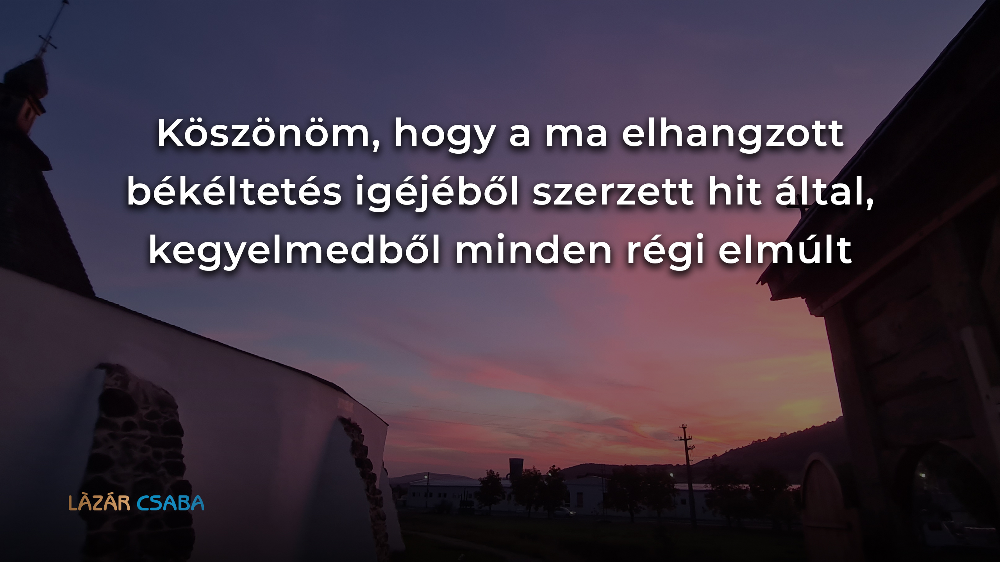 Köszönöm, hogy a ma elhangzott
békéltetés igéjéből szerzett hit által,
kegyelmedből minden régi elmúlt
LÀZÁR CSABA